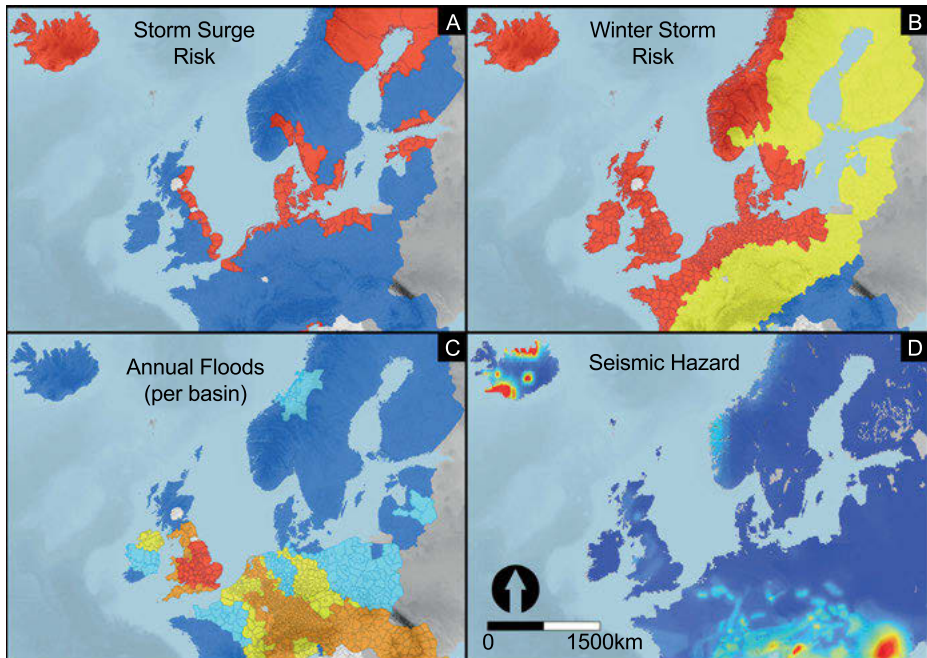 A
Storm Surge
Risk
B
Winter Storm
Risk
C
Annual Floods
(per basin)
D
Seismic Hazard
0
1500km